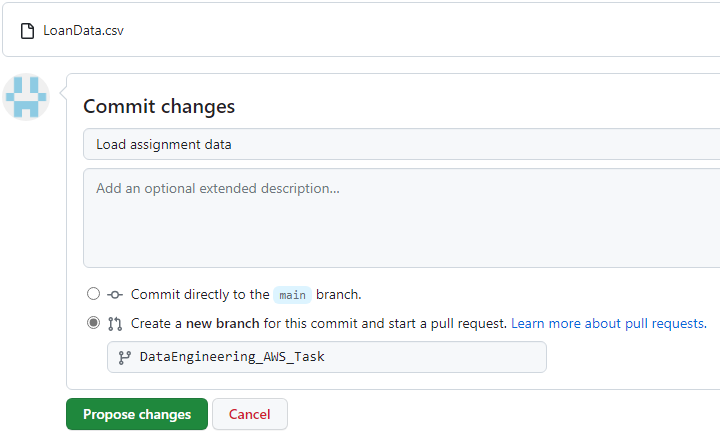 LoanData.csv
Commit changes
Load assignment data
Add an optional extended description...
Commit directly to the main branch.
Create a new branch for this commit and start a pull request. Learn more about pull requests.
DataEngineering_AWS_Task
Propose changes Cancel